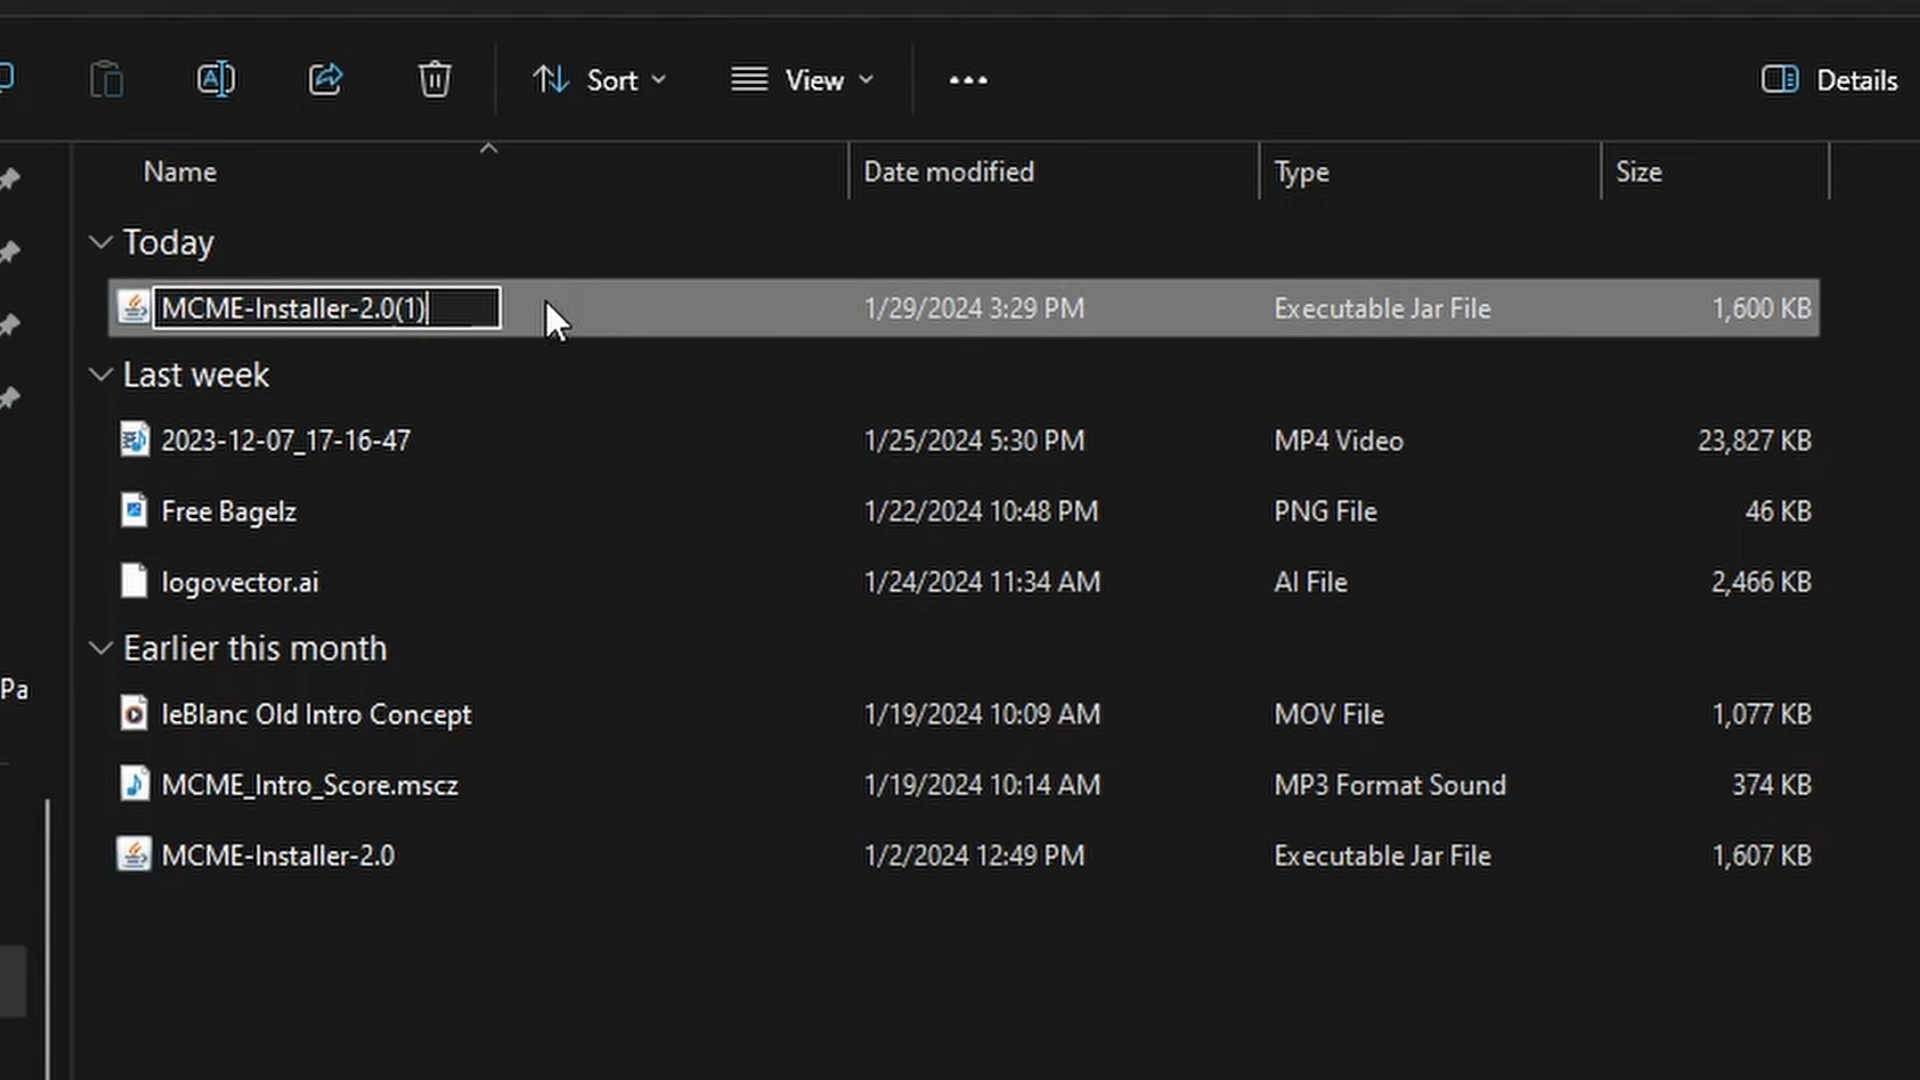 Sort
View
Details
Name
Date modified
Type
Size
Today
MCME-Installer-2.0(1)
1/29/2024 3:29 PM
Executable Jar File
1,600 KB
Last week
2023-12-07_17-16-47
1/25/2024 5:30 PM
MP4 Video
23,827 KB
Free Bagelz
1/22/2024 10:48 PM
PNG File
46 KB
logovector.ai
1/24/2024 11:34 AM
AI File
2,466 KB
Earlier this month
Pa
leBlanc Old Intro Concept
1/19/2024 10:09 AM
MOV File
1,077 KB
MCME_Intro_Score.mscz
1/19/2024 10:14 AM
MP3 Format Sound
374 KB
MCME-Installer-2.0
1/2/2024 12:49 PM
Executable Jar File
1,607 KB